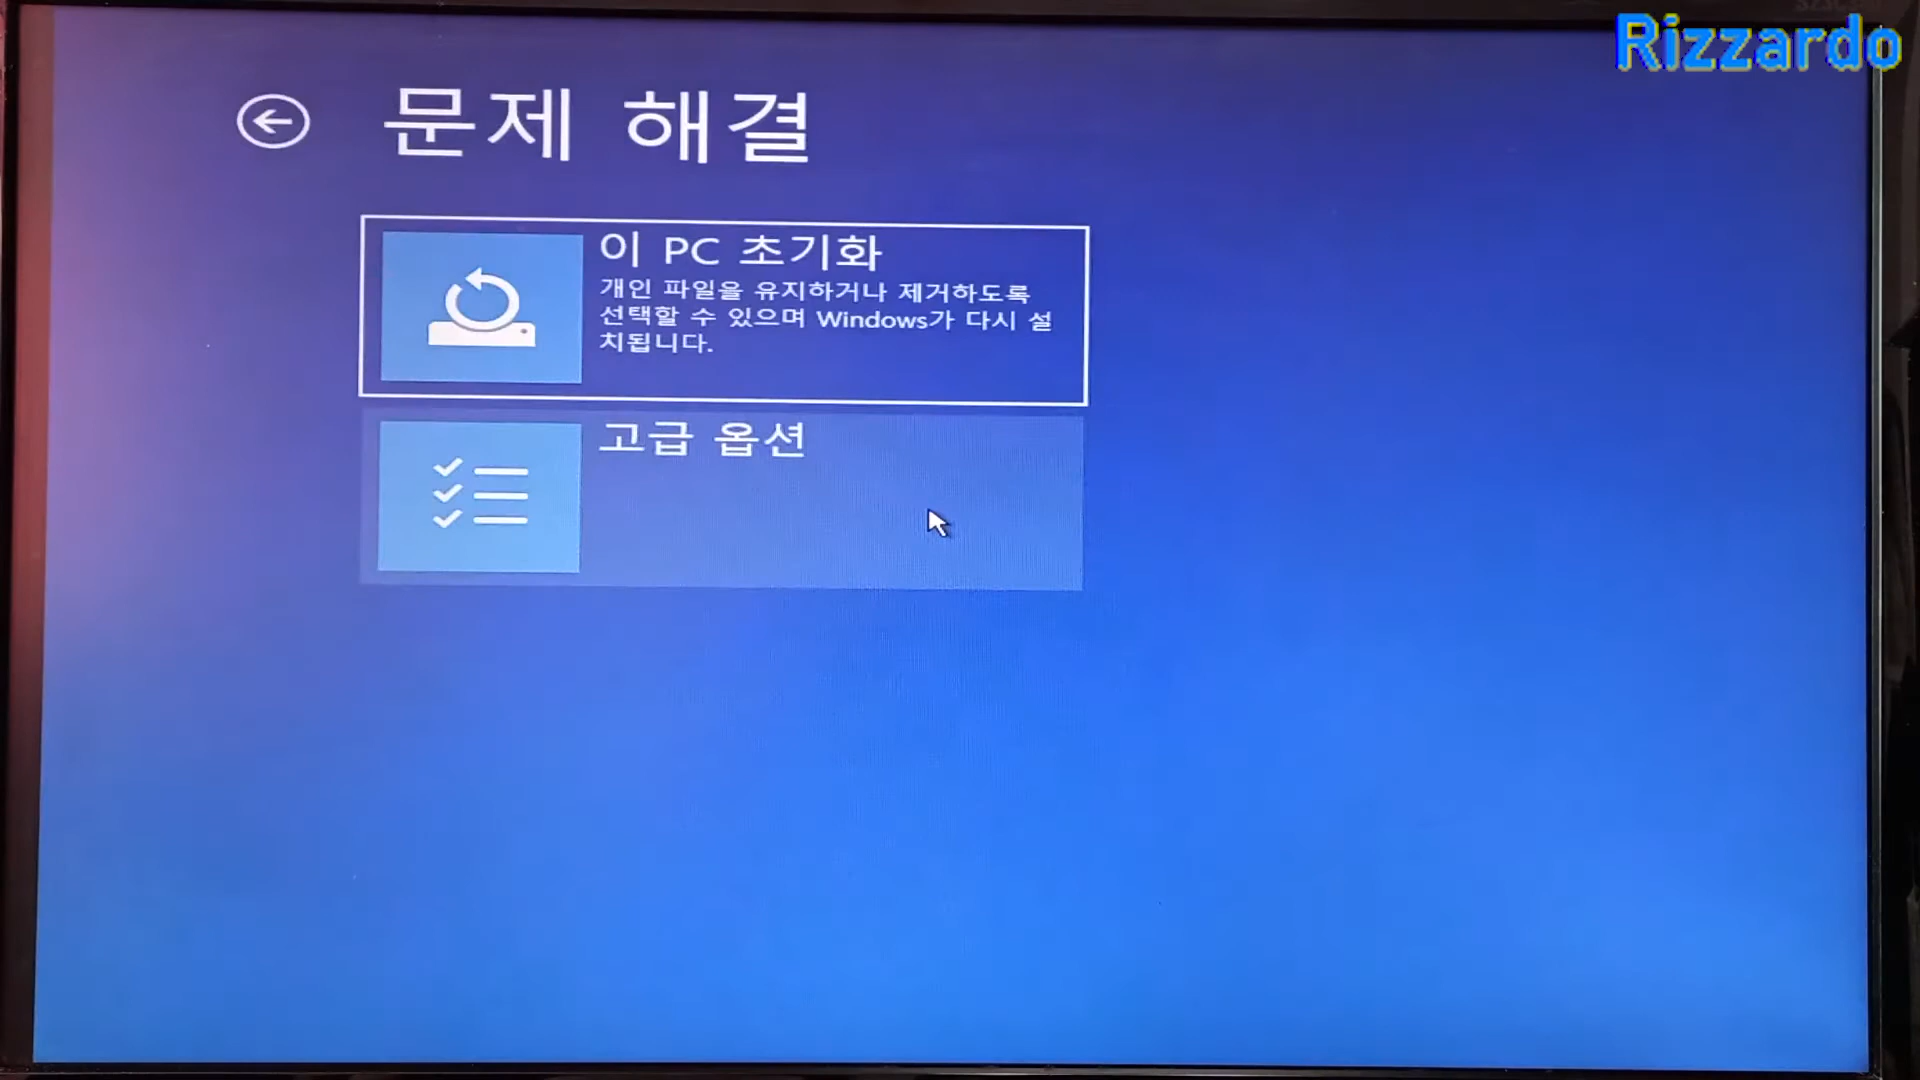 Rizzardo
문제 해결
이 PC 초기화
개인 파일을 유지하거나 제거하도록
선택할 수 있으며 Windows가 다시 설
치됩니다.
고급 옵션